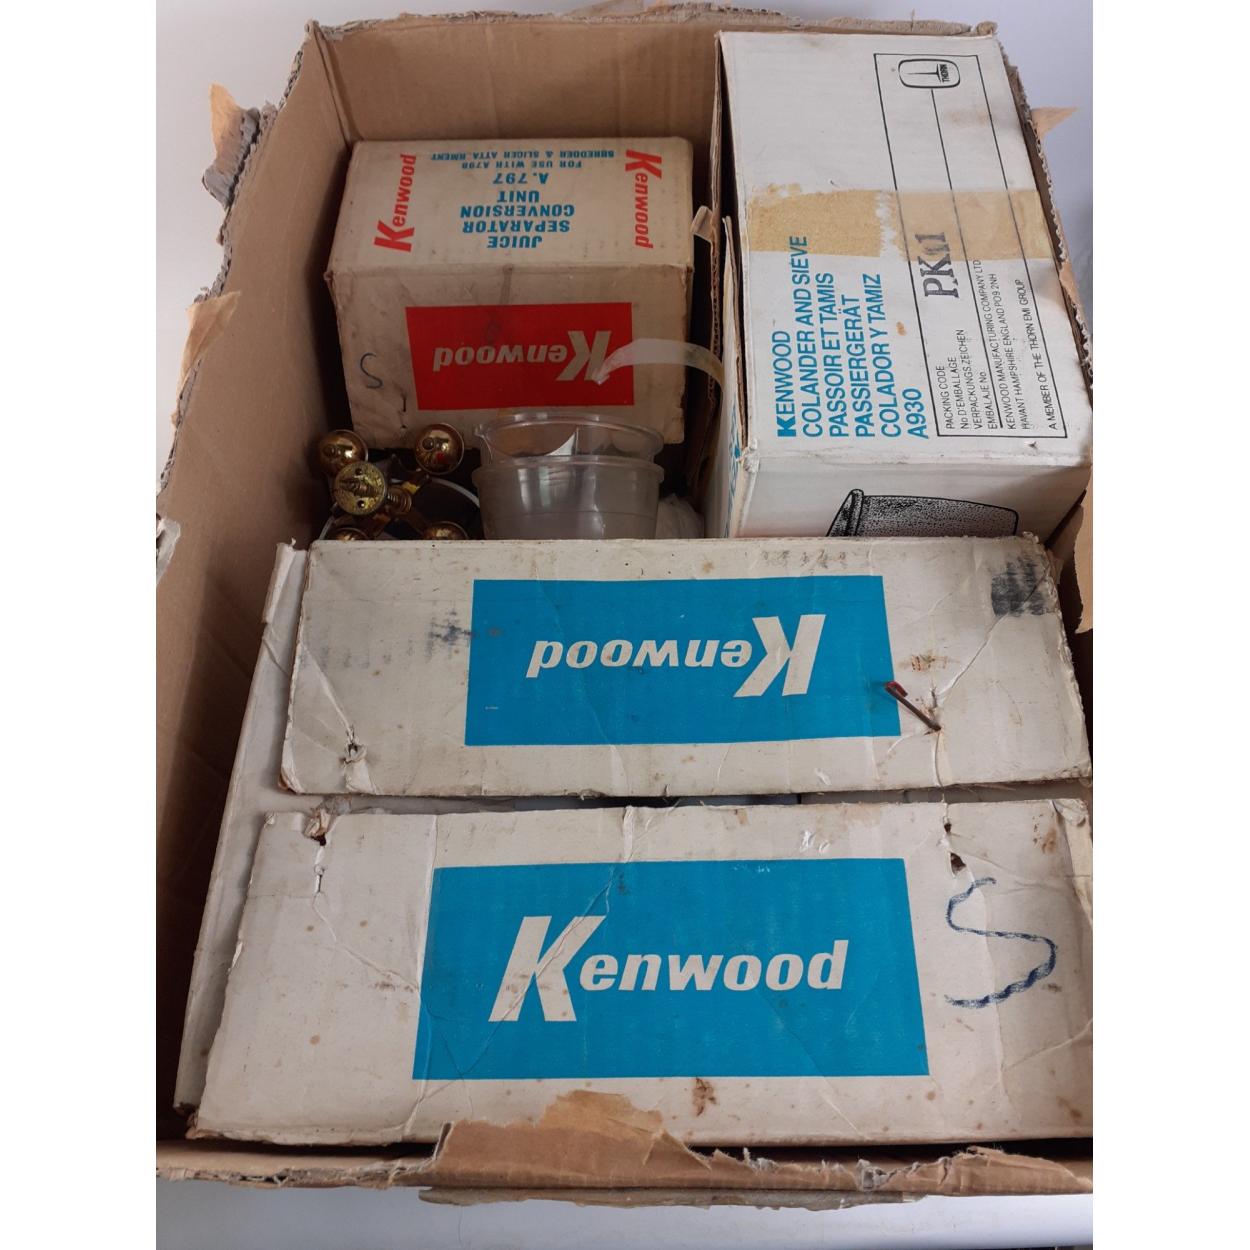 Kenwood
JUICE
SEPARATOR
CONVERSION
UNIT
A.797
FOR USE WITH A798
SHREDDER & SLICER ATTA HMENT
Kenwood
Kenwood
S
THORN
KENWOOD
COLANDER AND SIEVE
PASSOIR ET TAMIS
PASSIERGERÄT
COLADOR Y TAMIZ
A930
PACKING CODE
No D'EMBALLAGE
VERPACKUNGSZEICHEN
EMBALAJE No
KENWOOD MANUFACTURING COMPANY LTD
HAVANT HAMPSHIRE ENGLAND PO9 2NH
A MEMBER OF THE THORN EMI GROUP
Kenwood
Kenwood
S